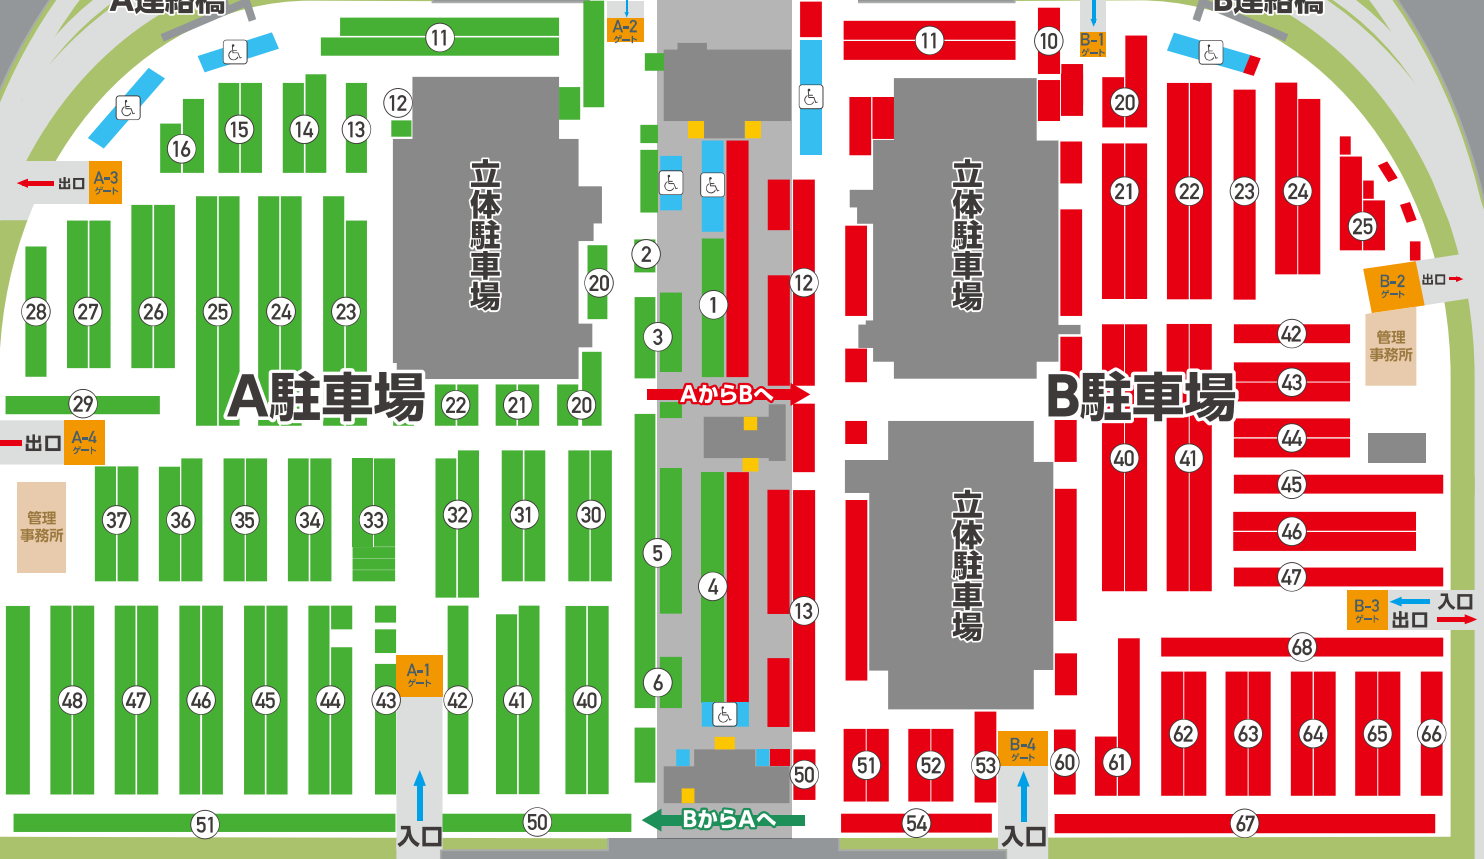 A連絡橋
B連絡橋
A-2
ゲート
B-1
ゲート
11
11
10
12
20
16
15
14
13
出口
A-3
ゲート
立体駐車場
立体駐車場
21
22
23
24
25
2
20
12
1
3
28
27
26
25
24
23
B-2
ゲート
出口
管理
事務所
42
43
44
45
46
47
29
A駐車場
22
21
20
AからBへ
B駐車場
出口
A-4
ゲート
40
41
管理
事務所
37
36
35
34
33
32
31
30
5
4
13
立体駐車場
B-3
ゲート
入口
出口
68
A-1
ゲート
6
48
47
46
45
44
43
42
41
40
50
51
52
53
B-4
ゲート
60
61
62
63
64
65
66
51
入口
50
BからAへ
54
入口
67